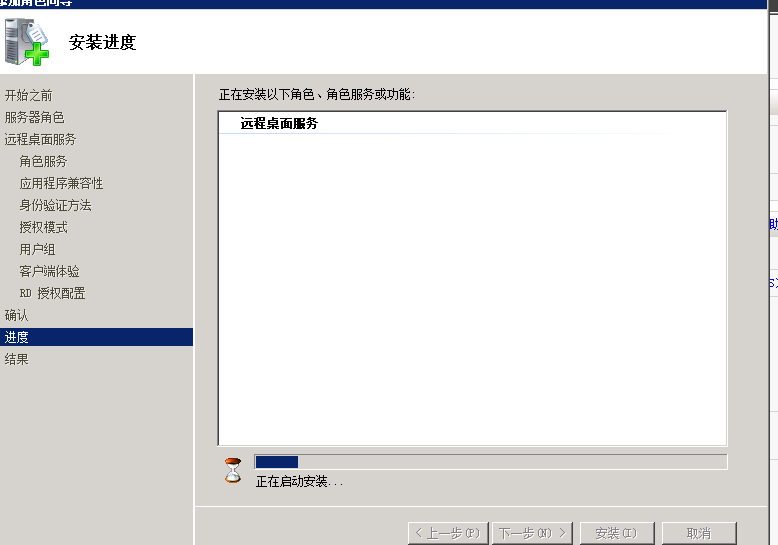 添加角色向导
安装进度
开始之前
服务器角色
远程桌面服务
角色服务
应用程序兼容性
身份验证方法
授权模式
用户组
客户端体验
RD 授权配置
确认
进度
结果
正在安装以下角色、角色服务或功能:
远程桌面服务
正在启动安装...
< 上一步(P)
下一步(N) >
安装(I)
取消
助